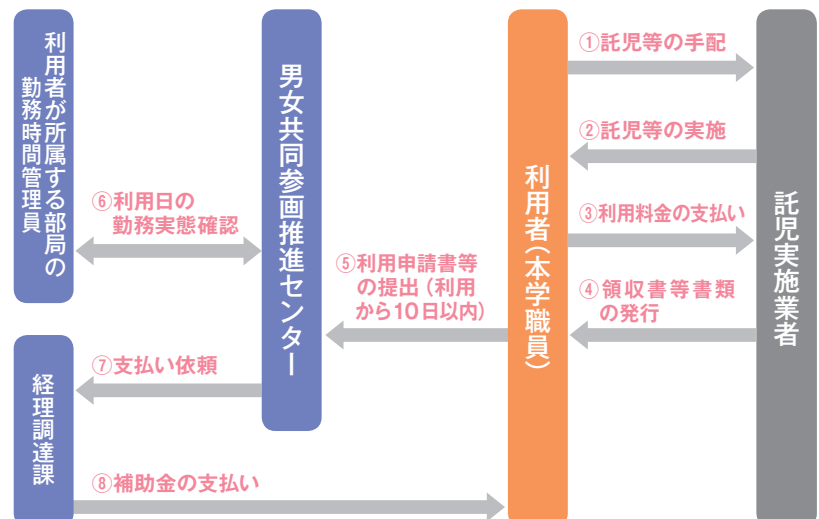 利用者が所属する部局の
勤務時間管理員
男女共同参画推進センター
利用者(本学職員)
託児実施業者
経理調達課
①託児等の手配
②託児等の実施
③利用料金の支払い
④領収書等書類
の発行
⑤利用申請書等
の提出(利用
から10日以内)
⑥利用日の
勤務実態確認
⑦支払い依頼
⑧補助金の支払い